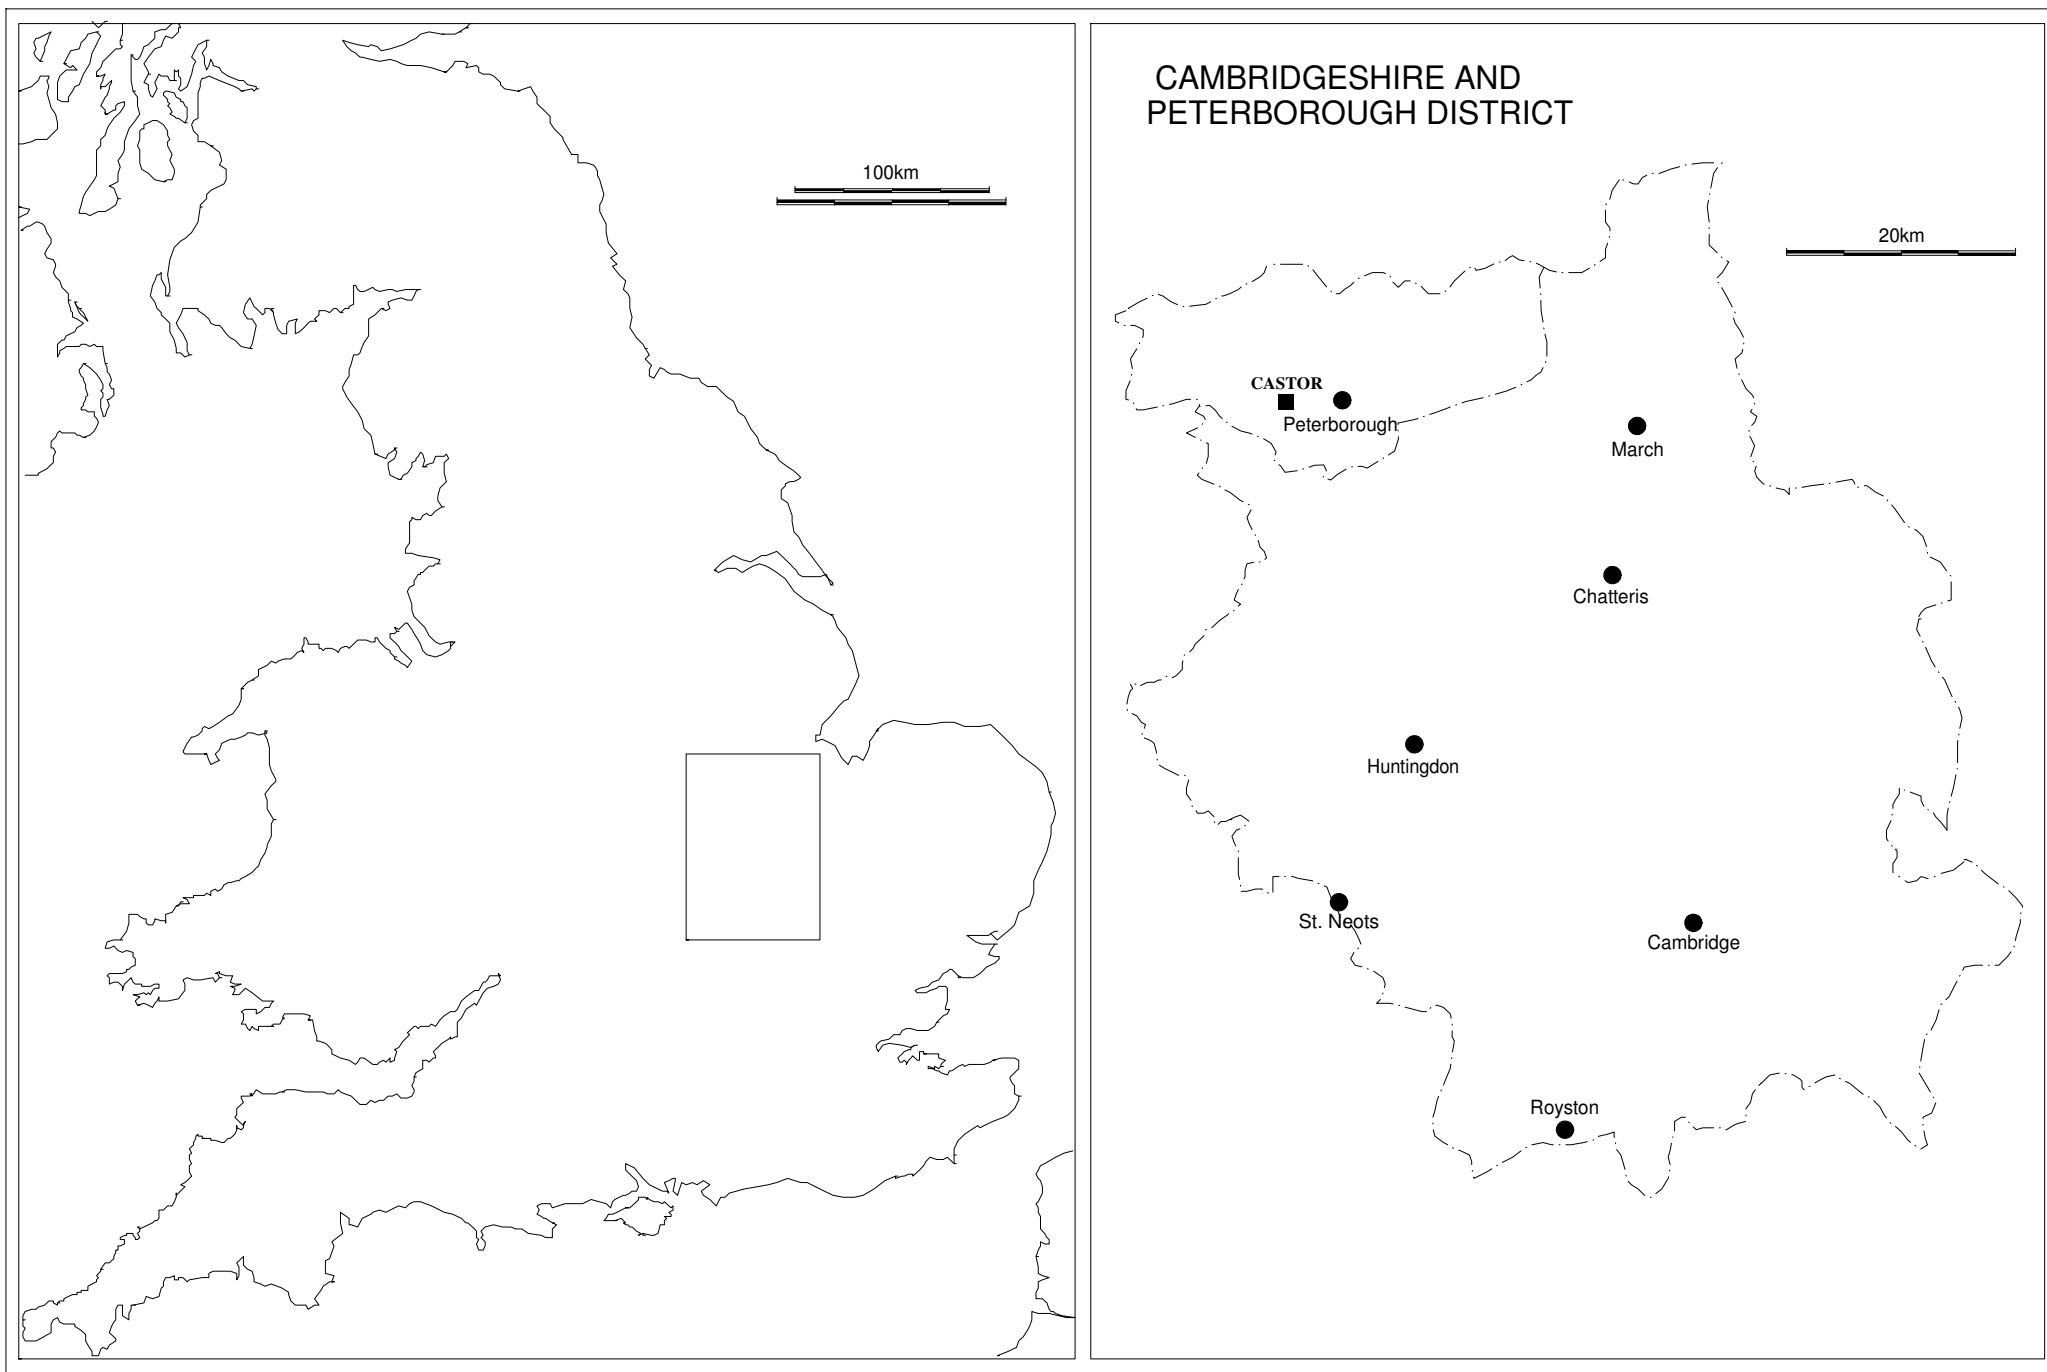 100km
CAMBRIDGESHIRE AND
PETERBOROUGH DISTRICT
20km
CASTOR
Peterborough
March
Chatteris
Huntingdon
St. Neots
Cambridge
Royston